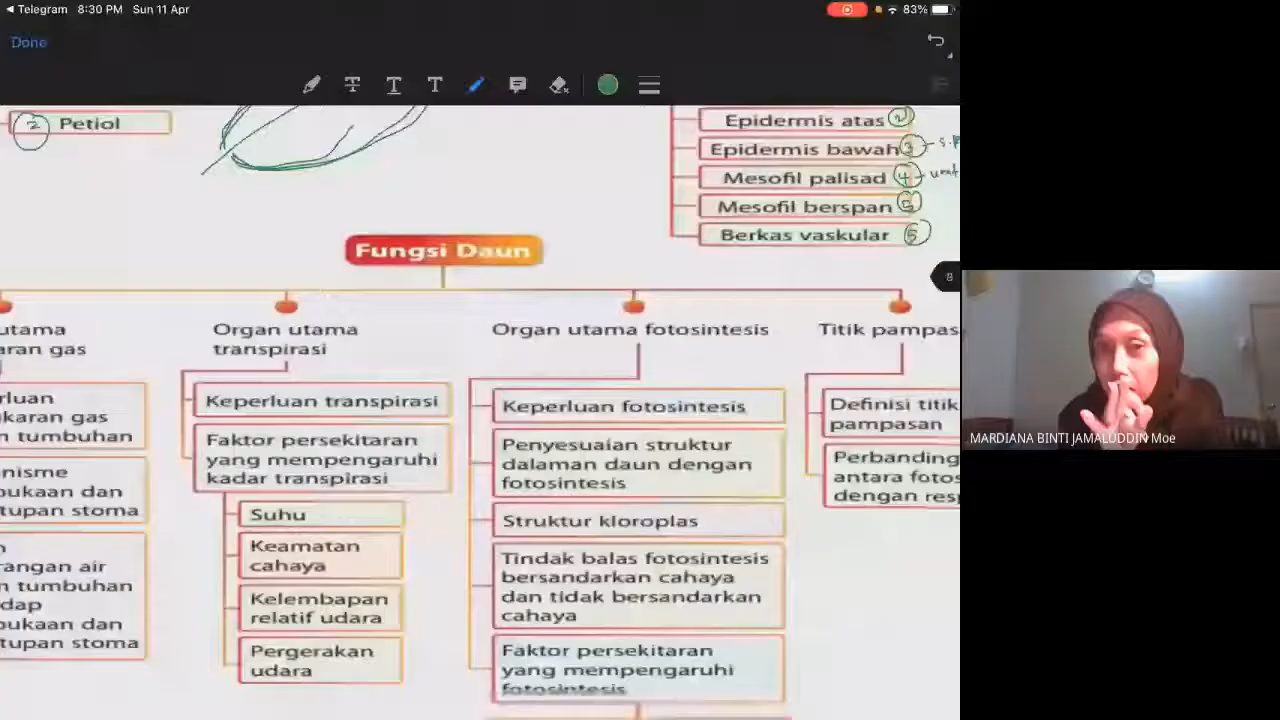 Telegram 8:30 PM Sun 11 Apr
83%
Done
2 Petiol
Epidermis atas 2
Epidermis bawah 3
Mesofil palisad 4
Mesofil berspan
Berkas vaskular 5
8
Fungsi Daun
utama
aran gas
rluan
ukaran gas
n tumbuhan
anisme
bukaan dan
tupan stoma
n
rangan air
n tumbuhan
dap
bukaan dan
tupan stoma
Organ utama
transpirasi
Keperluan transpirasi
Faktor persekitaran
yang mempengaruhi
kadar transpirasi
Suhu
Keamatan
cahaya
Kelembapan
relatif udara
Pergerakan
udara
Organ utama fotosintesis
Keperluan fotosintesis
Penyesuaian struktur
dalaman daun dengan
fotosintesis
Struktur kloroplas
Tindak balas fotosintesis
bersandarkan cahaya
dan tidak bersandarkan
cahaya
Faktor persekitaran
yang mempengaruhi
fotosintesis
Titik pampas
Definisi titik
pampasan
Perbanding
antara fotos
dengan resp
MARDIANA BINTI JAMALUDDIN Moe